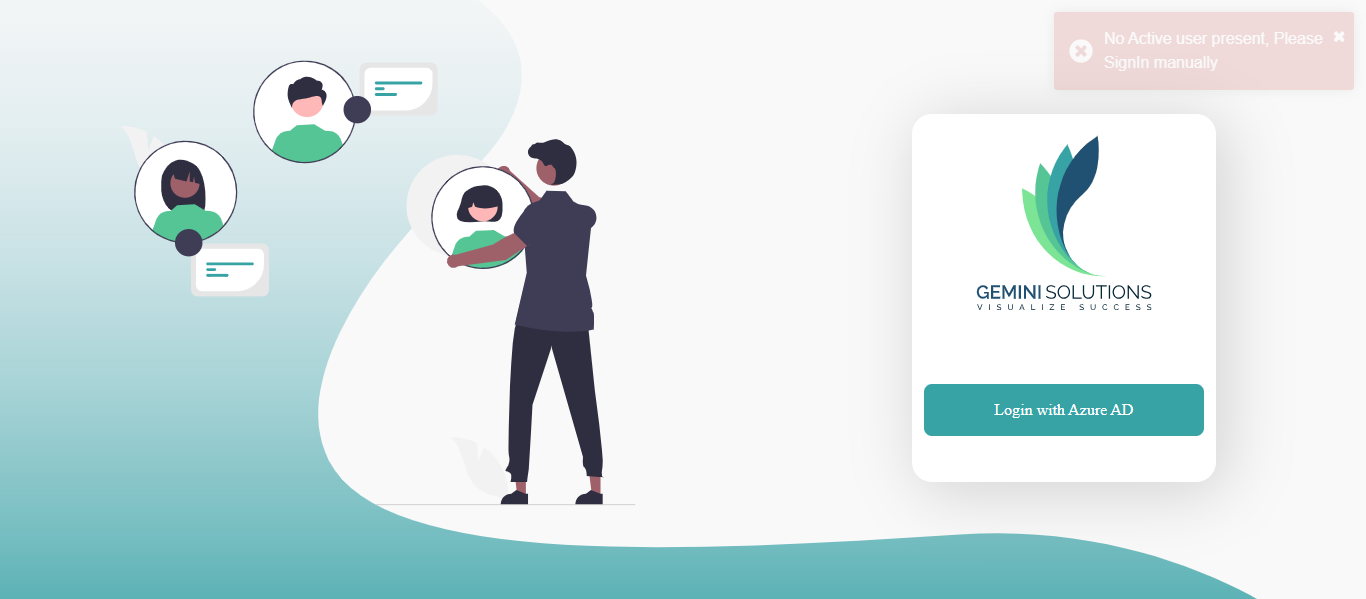 No Active user present, Please
SignIn manually
GEMINI SOLUTIONS
VISUALIZE SUCCESS
Login with Azure AD